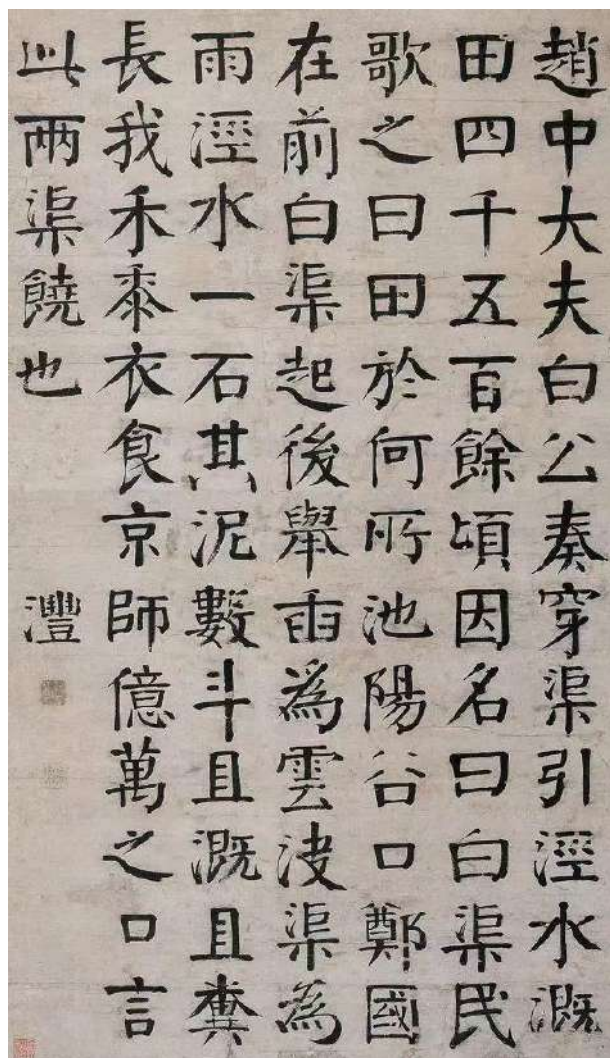 趙中大夫白公奏穿渠引涇水溉
田四千五百餘頃因名曰白渠民
歌之曰田於何所池陽谷口鄭國
在前白渠起後舉臿為雲決渠為
雨涇水一石其泥數斗且溉且糞
長我禾黍衣食京師億萬之口言
此兩渠饒也
灃